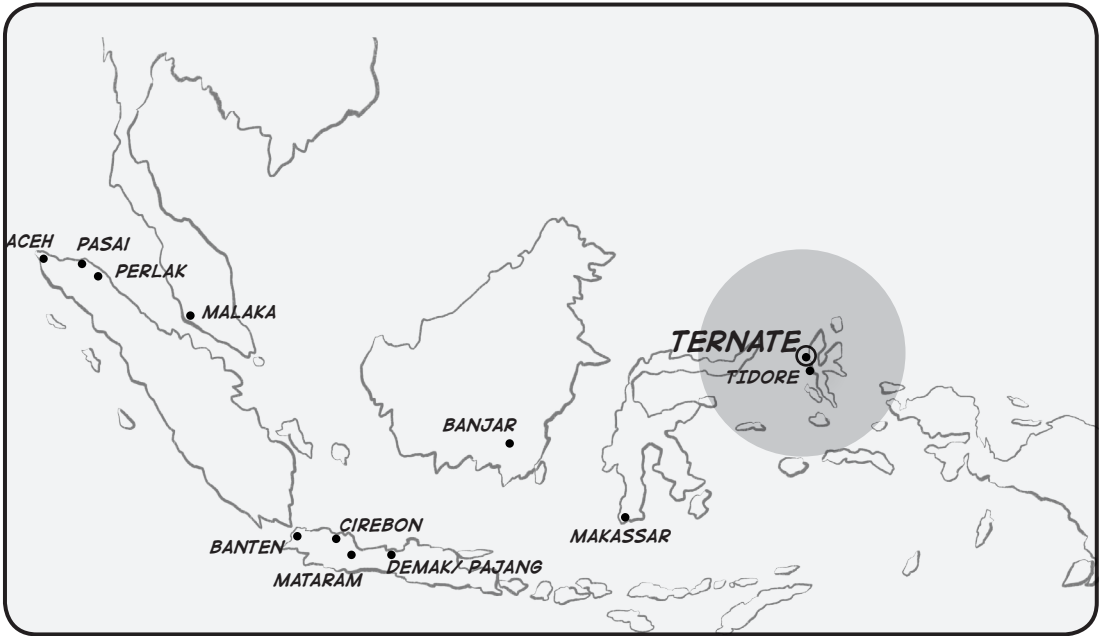 ACEH
PASAI
PERLAK
MALAKA
TERNATE
TIDORE
BANJAR
MAKASSAR
CIREBON
BANTEN
DEMAK/ PAJANG
MATARAM